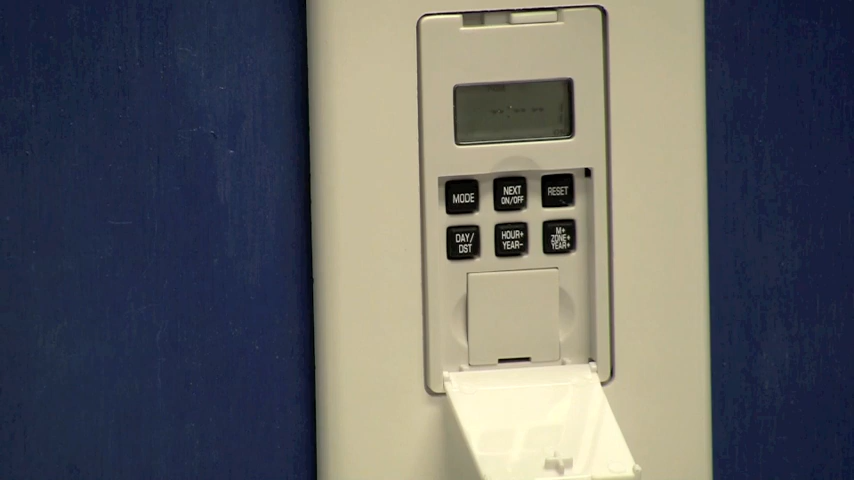 MODE
NEXT
ON/OFF
RESET
DAY/
DST
HOUR+
YEAR-
M+
ZONE+
YEAR+